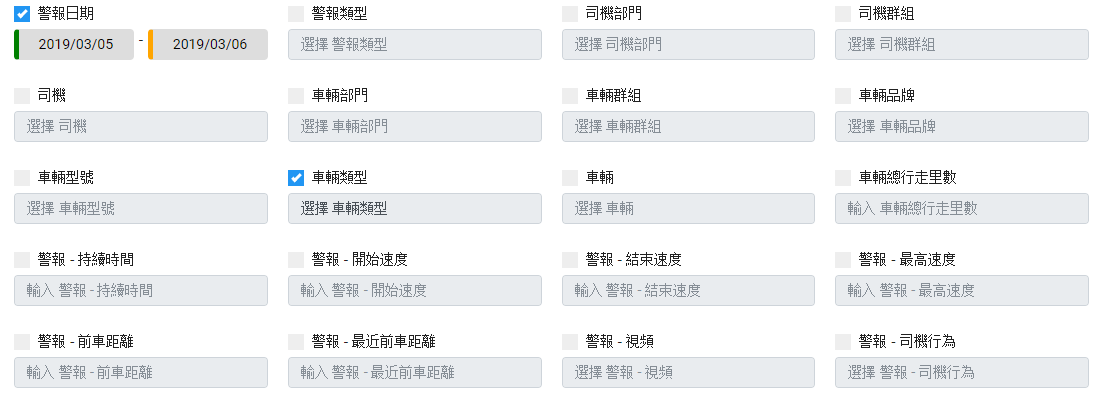 警報日期 警報類型 司機部門 司機群組
2019/03/05 - 2019/03/06 選擇 警報類型 選擇 司機部門 選擇 司機群組
司機 車輛部門 車輛群組 車輛品牌
選擇 司機 選擇 車輛部門 選擇 車輛群組 選擇 車輛品牌
車輛型號 車輛類型 車輛 車輛總行走里數
選擇 車輛型號 選擇 車輛類型 選擇 車輛 輸入 車輛總行走里數
警報 - 持續時間 警報 - 開始速度 警報 - 結束速度 警報 - 最高速度
輸入 警報 - 持續時間 輸入 警報 - 開始速度 輸入 警報 - 結束速度 輸入 警報 - 最高速度
警報 - 前車距離 警報 - 最近前車距離 警報 - 視頻 警報 - 司機行為
輸入 警報 - 前車距離 輸入 警報 - 最近前車距離 選擇 警報 - 視頻 選擇 警報 - 司機行為